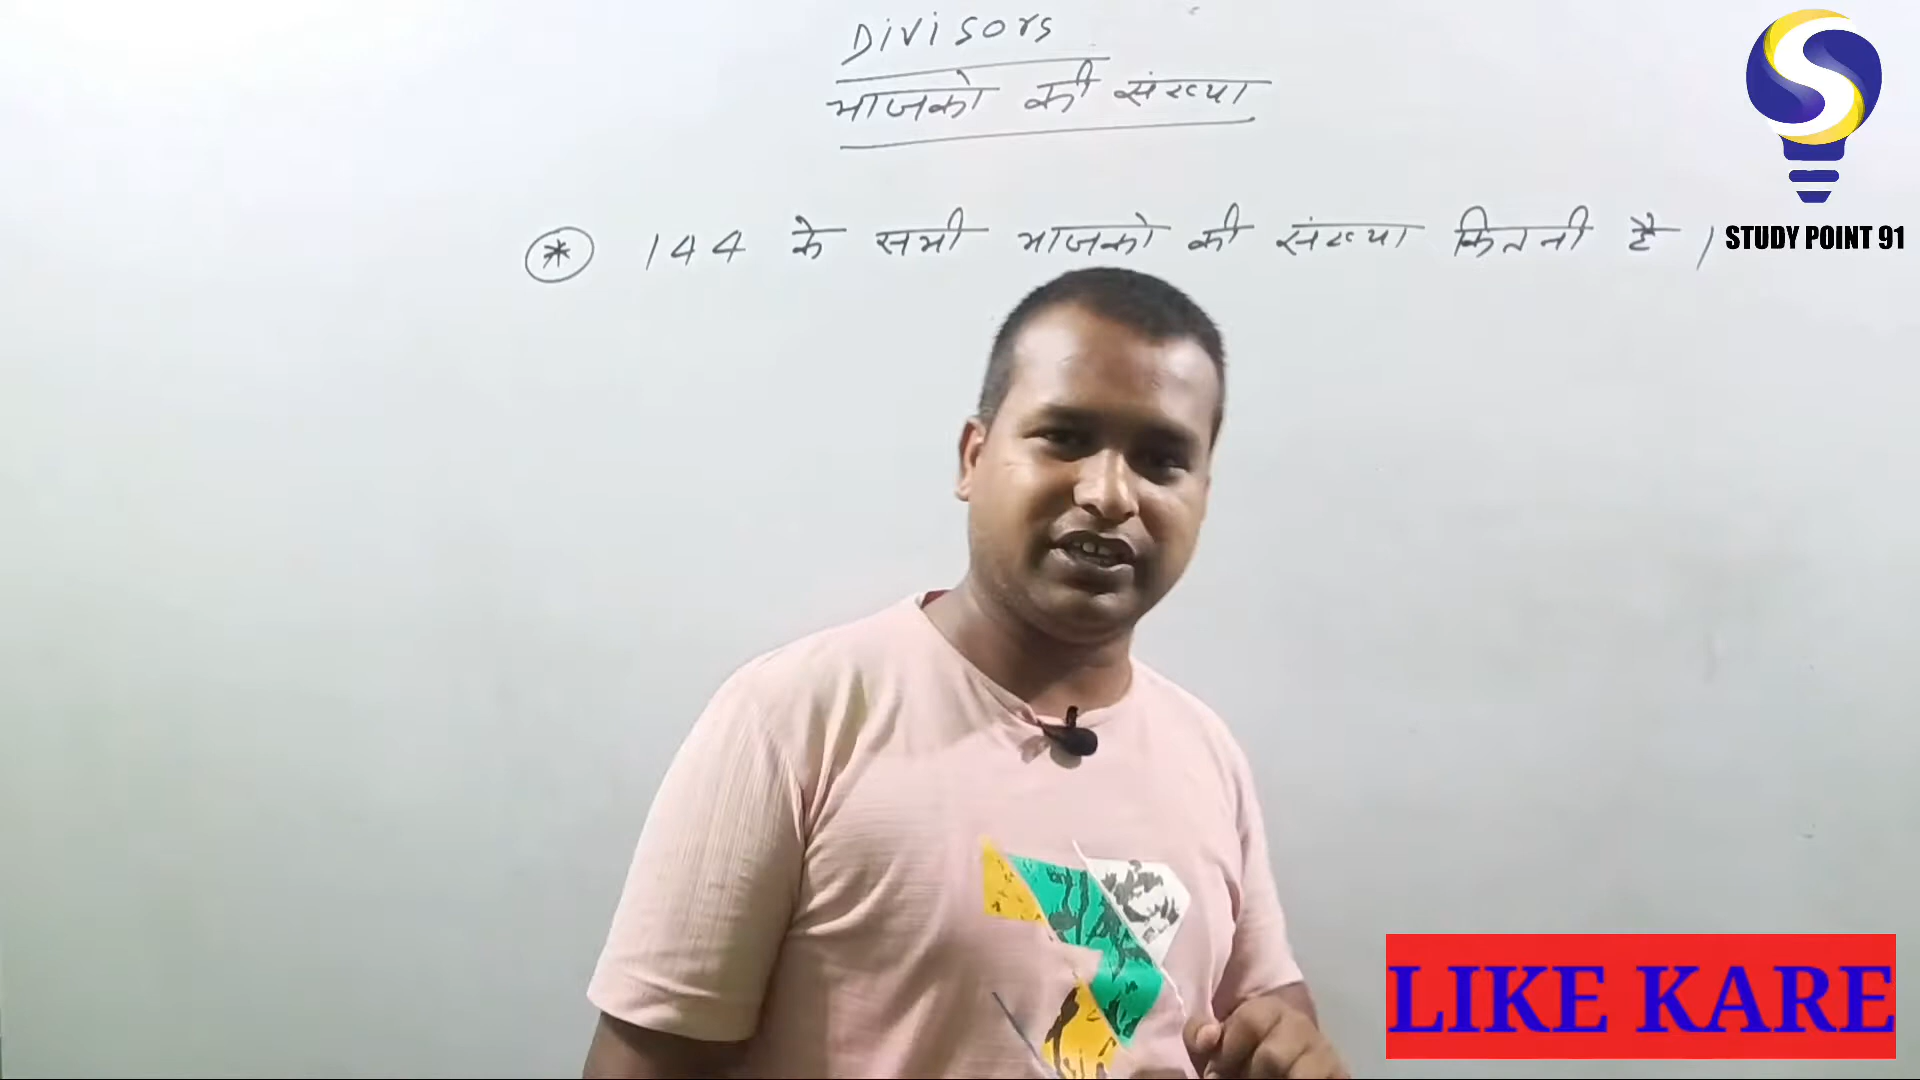 Divisors
भाजको की संख्या
* 144 के सभी भाजको की संख्या कितनी है।
STUDY POINT 91
LIKE KARE